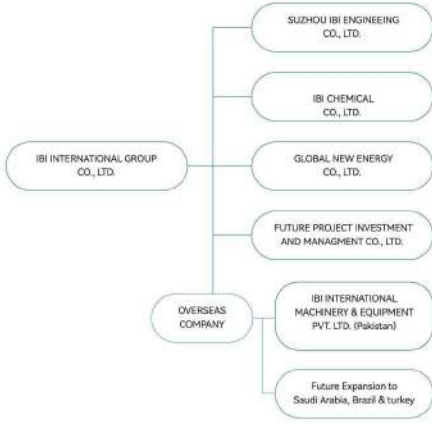 SUZHOU IBI ENGINEEING
CO., LTD.
IBI CHEMICAL
CO., LTD.
IBI INTERNATIONAL GROUP
CO., LTD.
GLOBAL NEW ENERGY
CO., LTD.
FUTURE PROJECT INVESTMENT
AND MANAGMENT CO., LTD.
OVERSEAS
COMPANY
IBI INTERNATIONAL
MACHINERY & EQUIPMENT
PVT. LTD. (Pakistan)
Future Expansion to
Saudi Arabia, Brazil & turkey